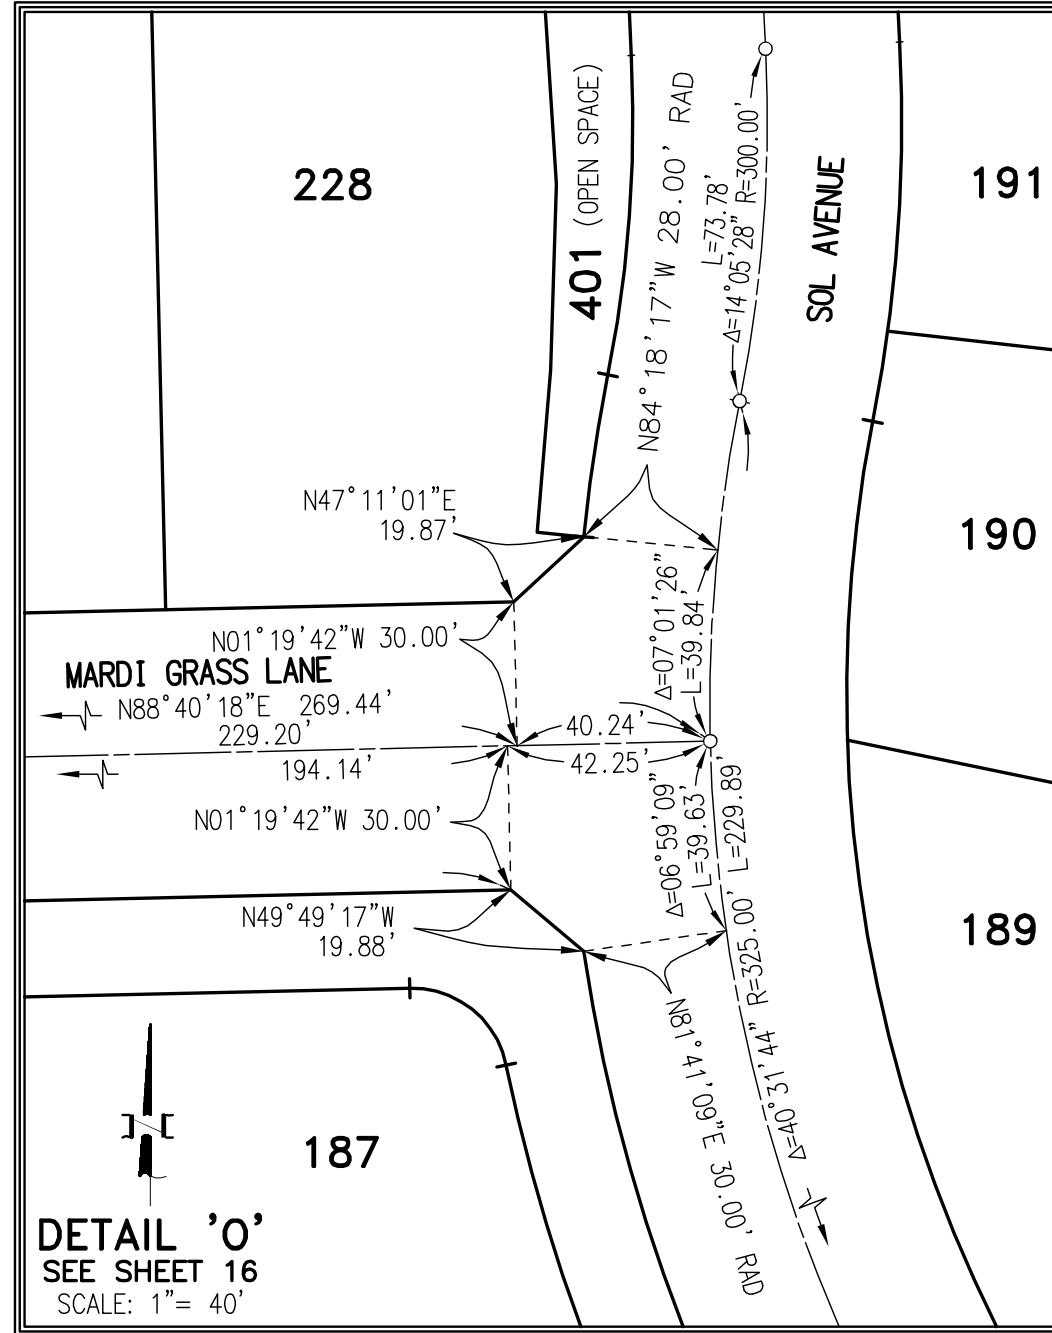 228
401 (OPEN SPACE)
N84°18'17"W 28.00' RAD
L=73.78'
Δ=14°05'28" R=300.00'
SOL AVENUE
191
190
189
N47°11'01"E
19.87'
N01°19'42"W 30.00'
MARDI GRASS LANE
N88°40'18"E 269.44'
229.20'
194.14'
40.24'
42.25'
Δ=07°01'26"
L=39.84'
Δ=06°59'09"
L=39.63'
Δ=40°31'44" R=325.00' L=229.89'
N01°19'42"W 30.00'
N49°49'17"W
19.88'
N81°41'09"E 30.00' RAD
187
DETAIL 'O'
SEE SHEET 16
SCALE: 1"= 40'